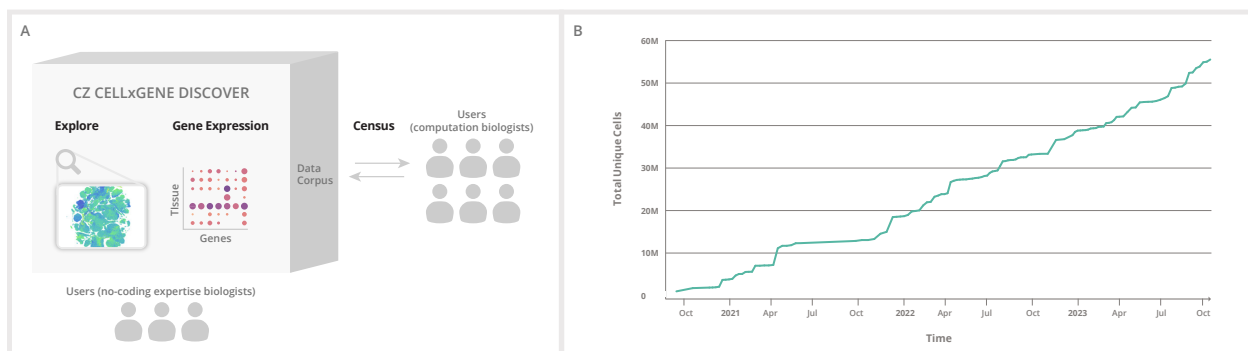 A
CZ CELLxGENE DISCOVER
Explore
Gene Expression
Tissue
Genes
Data
Corpus
Census
Users
(computation biologists)
Users (no-coding expertise biologists)
B
Total Unique Cells
60M
50M
40M
30M
20M
10M
0
Oct 2021 Apr Jul Oct 2022 Apr Jul Oct 2023 Apr Jul Oct
Time